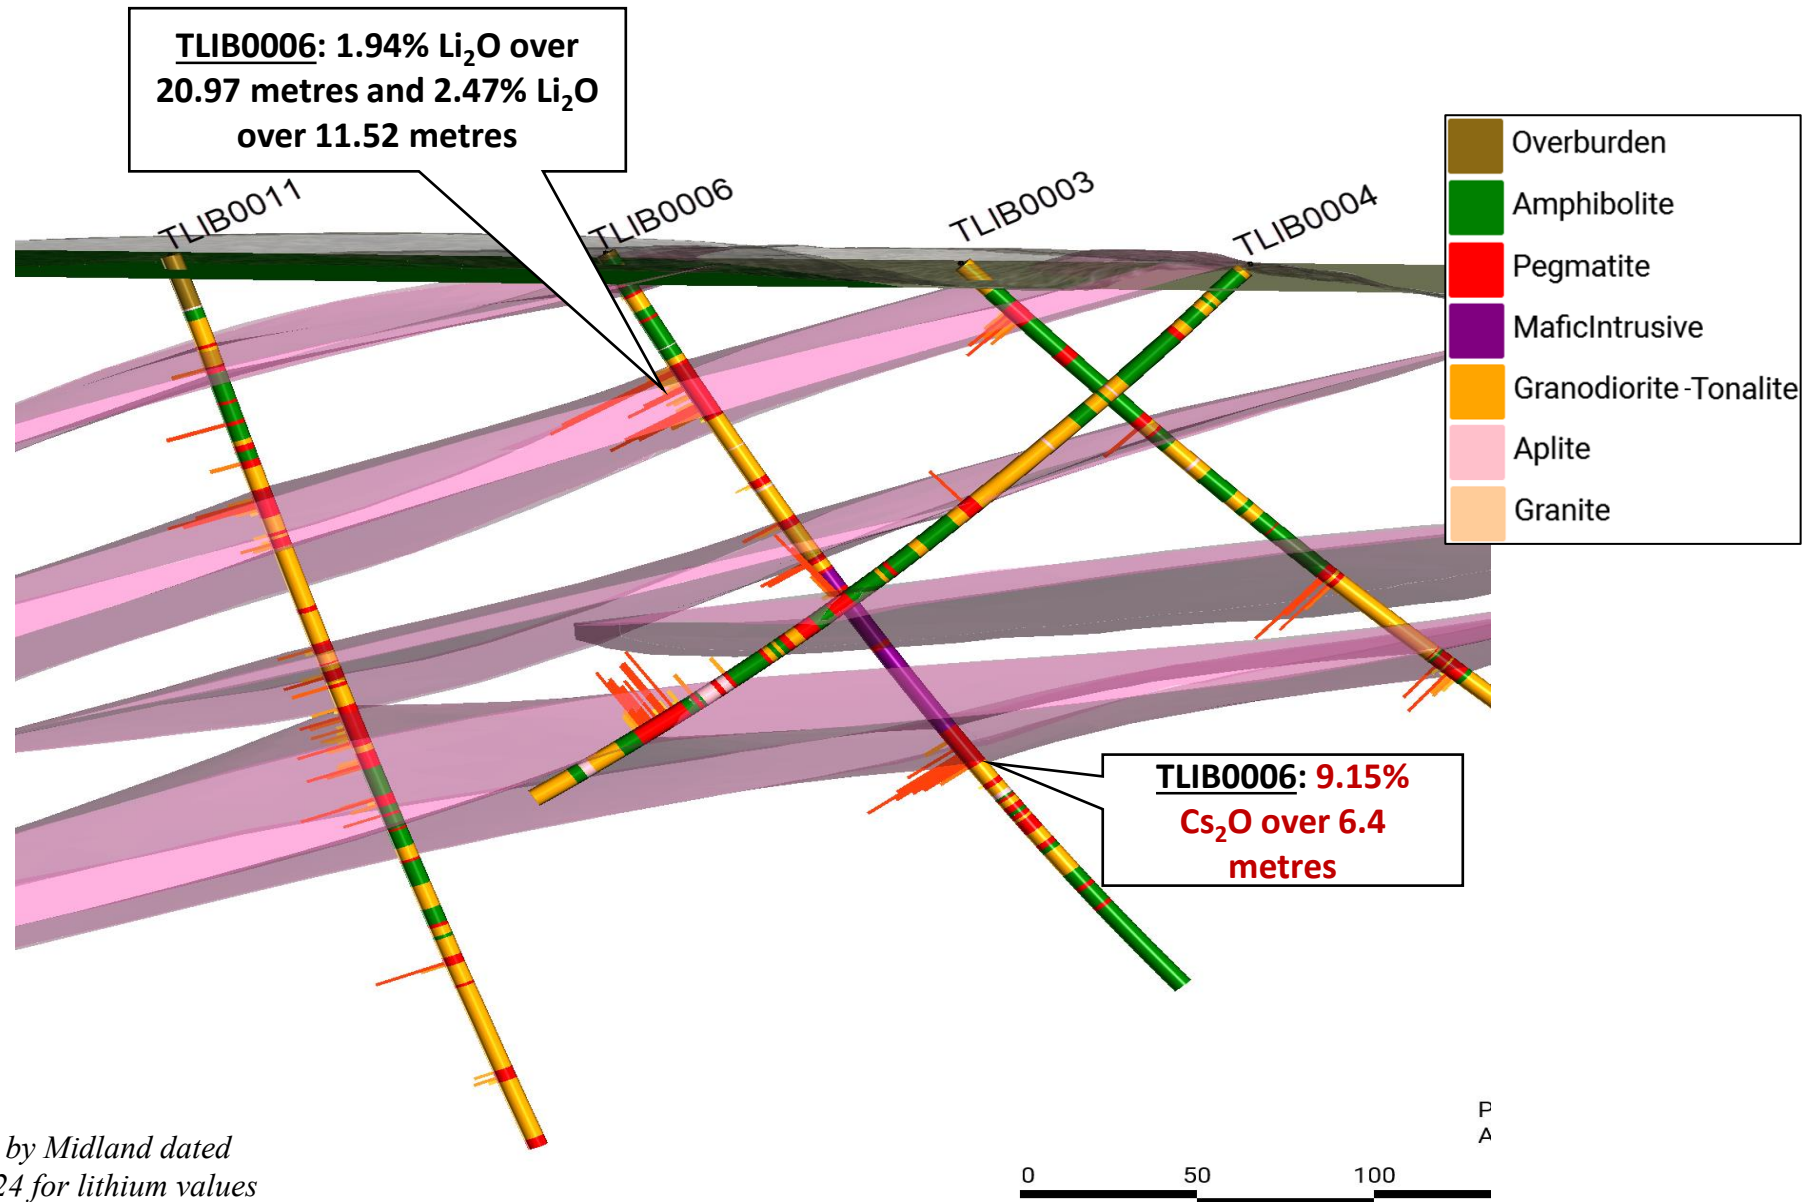 TLIB0006: 1.94% Li₂O over
20.97 metres and 2.47% Li₂O
over 11.52 metres
TLIB0011
TLIB0006
TLIB0003
TLIB0004
Overburden
Amphibolite
Pegmatite
MaficIntrusive
Granodiorite-Tonalite
Aplite
Granite
TLIB0006: 9.15%
Cs₂O over 6.4
metres
P
A
by Midland dated
24 for lithium values
0 50 100